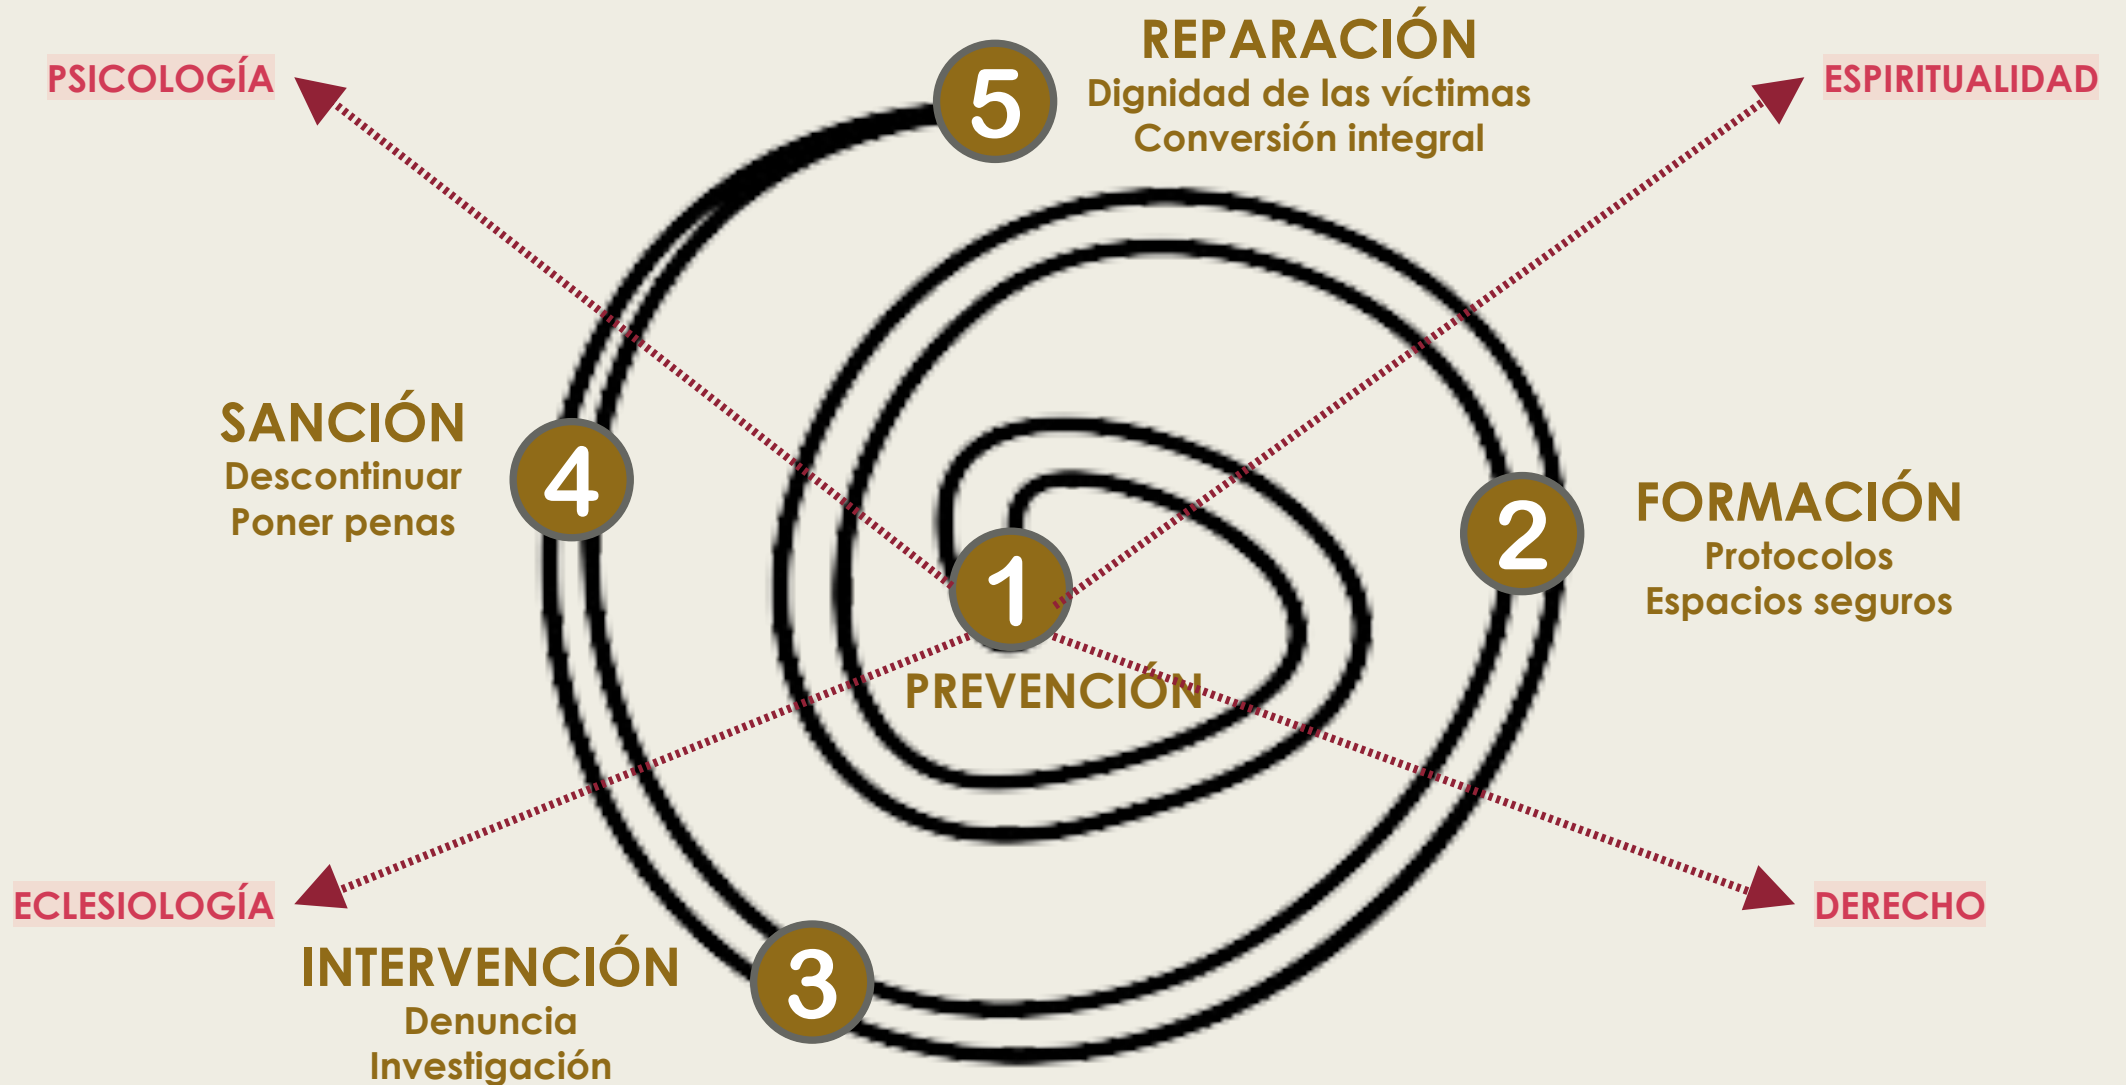 REPARACIÓN
5
Dignidad de las víctimas
Conversión integral
PSICOLOGÍA
ESPIRITUALIDAD
SANCIÓN
4
Descontinuar
Poner penas
FORMACIÓN
2
Protocolos
Espacios seguros
1
PREVENCIÓN
ECLESIOLOGÍA
DERECHO
INTERVENCIÓN
3
Denuncia
Investigación